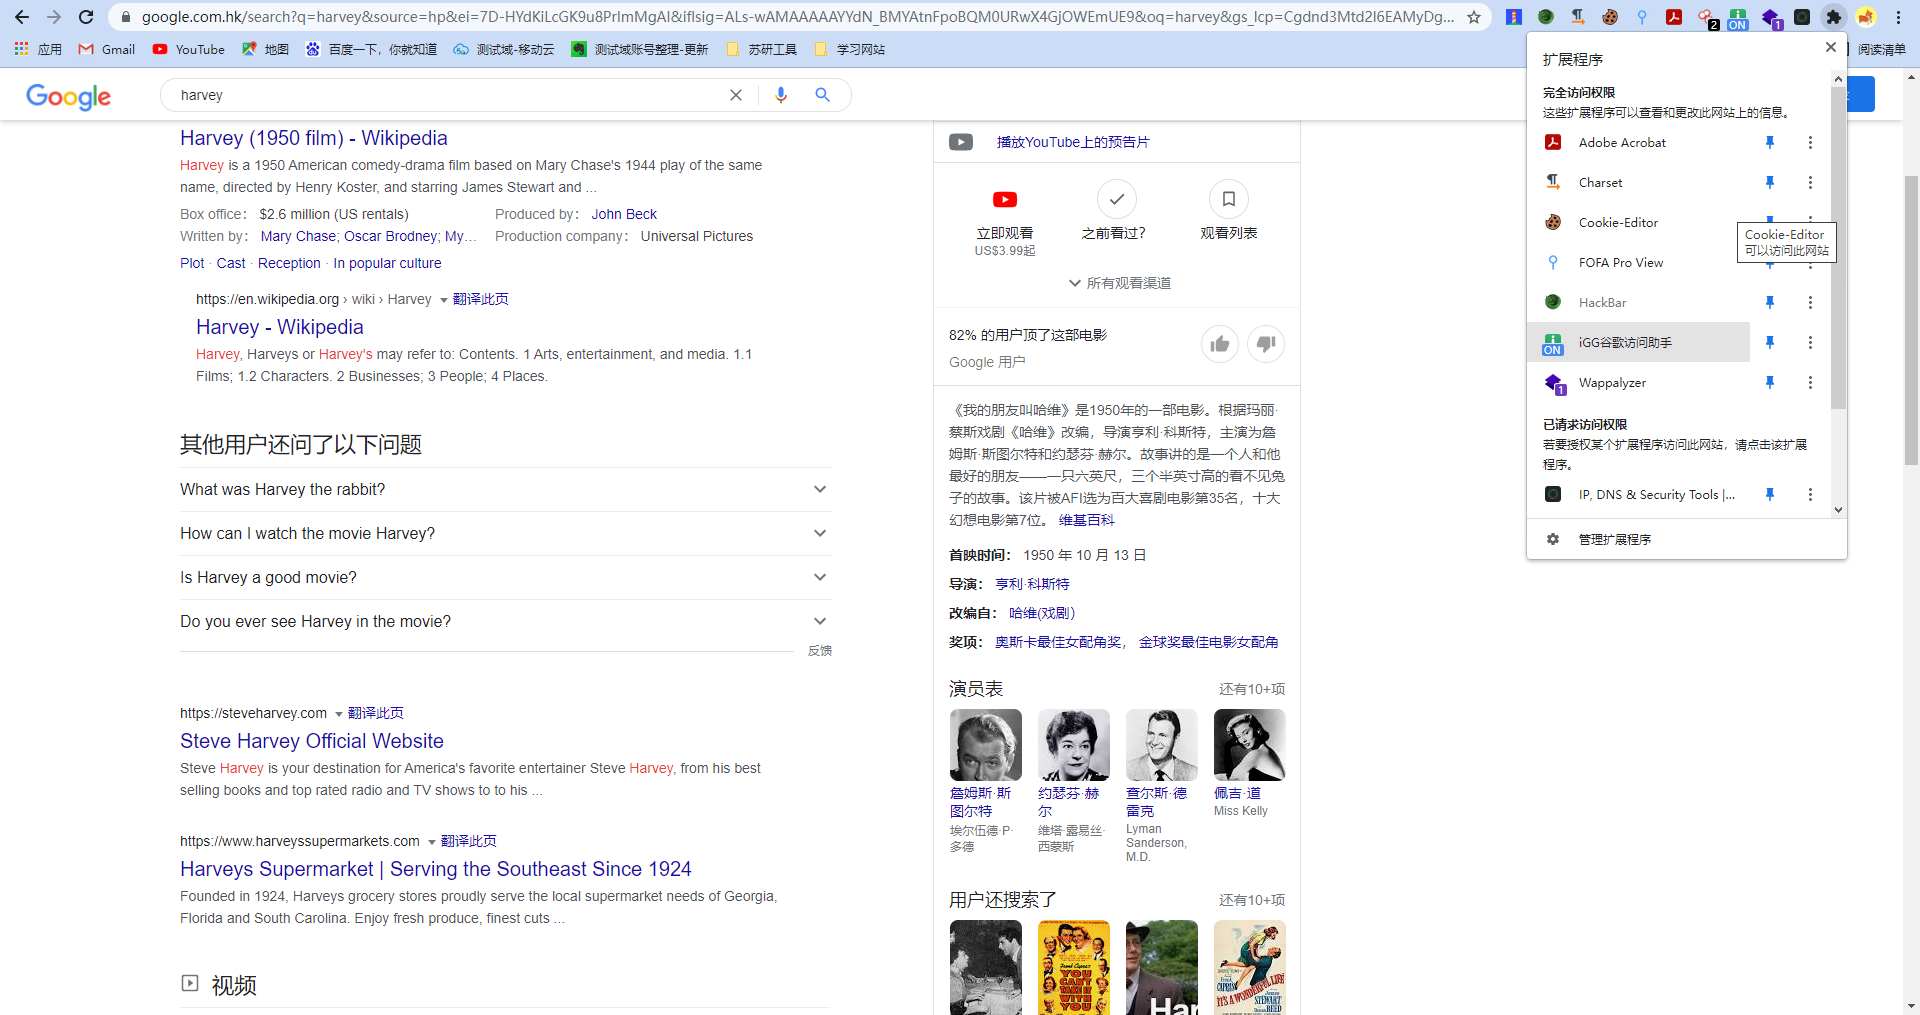 google.com.hk/search?q=harvey&source=hp&ei=7D-HYdKiLcGK9u8PrImMgAI&iflsig=ALs-wAMAAAAAYYdN_BMYAtnFpoBQM0URwX4GjOWEmUE9&oq=harvey&gs_lcp=Cgdnd3Mtd2l6EAMyDg...
2
ON
1
应用
Gmail
YouTube
地图
百度一下，你就知道
测试域-移动云
测试域账号整理-更新
苏研工具
学习网站
阅读清单
Google
harvey
Harvey (1950 film) - Wikipedia
Harvey is a 1950 American comedy-drama film based on Mary Chase's 1944 play of the same
name, directed by Henry Koster, and starring James Stewart and ...
Box office： $2.6 million (US rentals)
Produced by： John Beck
Written by： Mary Chase; Oscar Brodney; My…
Production company： Universal Pictures
Plot · Cast · Reception · In popular culture
https://en.wikipedia.org › wiki › Harvey
翻译此页
Harvey - Wikipedia
Harvey, Harveys or Harvey's may refer to: Contents. 1 Arts, entertainment, and media. 1.1
Films; 1.2 Characters. 2 Businesses; 3 People; 4 Places.
其他用户还问了以下问题
What was Harvey the rabbit?
How can I watch the movie Harvey?
Is Harvey a good movie?
Do you ever see Harvey in the movie?
反馈
https://steveharvey.com
翻译此页
Steve Harvey Official Website
Steve Harvey is your destination for America's favorite entertainer Steve Harvey, from his best
selling books and top rated radio and TV shows to to his ...
https://www.harveyssupermarkets.com
翻译此页
Harveys Supermarket | Serving the Southeast Since 1924
Founded in 1924, Harveys grocery stores proudly serve the local supermarket needs of Georgia,
Florida and South Carolina. Enjoy fresh produce, finest cuts ...
视频
播放YouTube上的预告片
立即观看
US$3.99起
之前看过？
观看列表
所有观看渠道
82% 的用户顶了这部电影
Google 用户
《我的朋友叫哈维》是1950年的一部电影。根据玛丽·
蔡斯戏剧《哈维》改编，导演亨利·科斯特，主演为詹
姆斯·斯图尔特和约瑟芬·赫尔。故事讲的是一个人和他
最好的朋友——一只六英尺，三个半英寸高的看不见兔
子的故事。该片被AFI选为百大喜剧电影第35名，十大
幻想电影第7位。 维基百科
首映时间： 1950 年 10 月 13 日
导演： 亨利·科斯特
改编自： 哈维(戏剧)
奖项： 奥斯卡最佳女配角奖， 金球奖最佳电影女配角
演员表
还有10+项
詹姆斯·斯
图尔特
埃尔伍德·P·
多德
约瑟芬·赫
尔
维塔·露易丝·
西蒙斯
查尔斯·德
雷克
Lyman
Sanderson,
M.D.
佩吉·道
Miss Kelly
用户还搜索了
还有10+项
YOU
CAN'T
TAKE IT
WITH
YOU
Har
IT'S A WONDERFUL LIFE
JAMES
STEWART
REED
扩展程序
完全访问权限
这些扩展程序可以查看和更改此网站上的信息。
Adobe Acrobat
Charset
Cookie-Editor
Cookie-Editor
可以访问此网站
FOFA Pro View
HackBar
ON
iGG谷歌访问助手
1
Wappalyzer
已请求访问权限
若要授权某个扩展程序访问此网站，请点击该扩展
程序。
IP, DNS & Security Tools |...
管理扩展程序